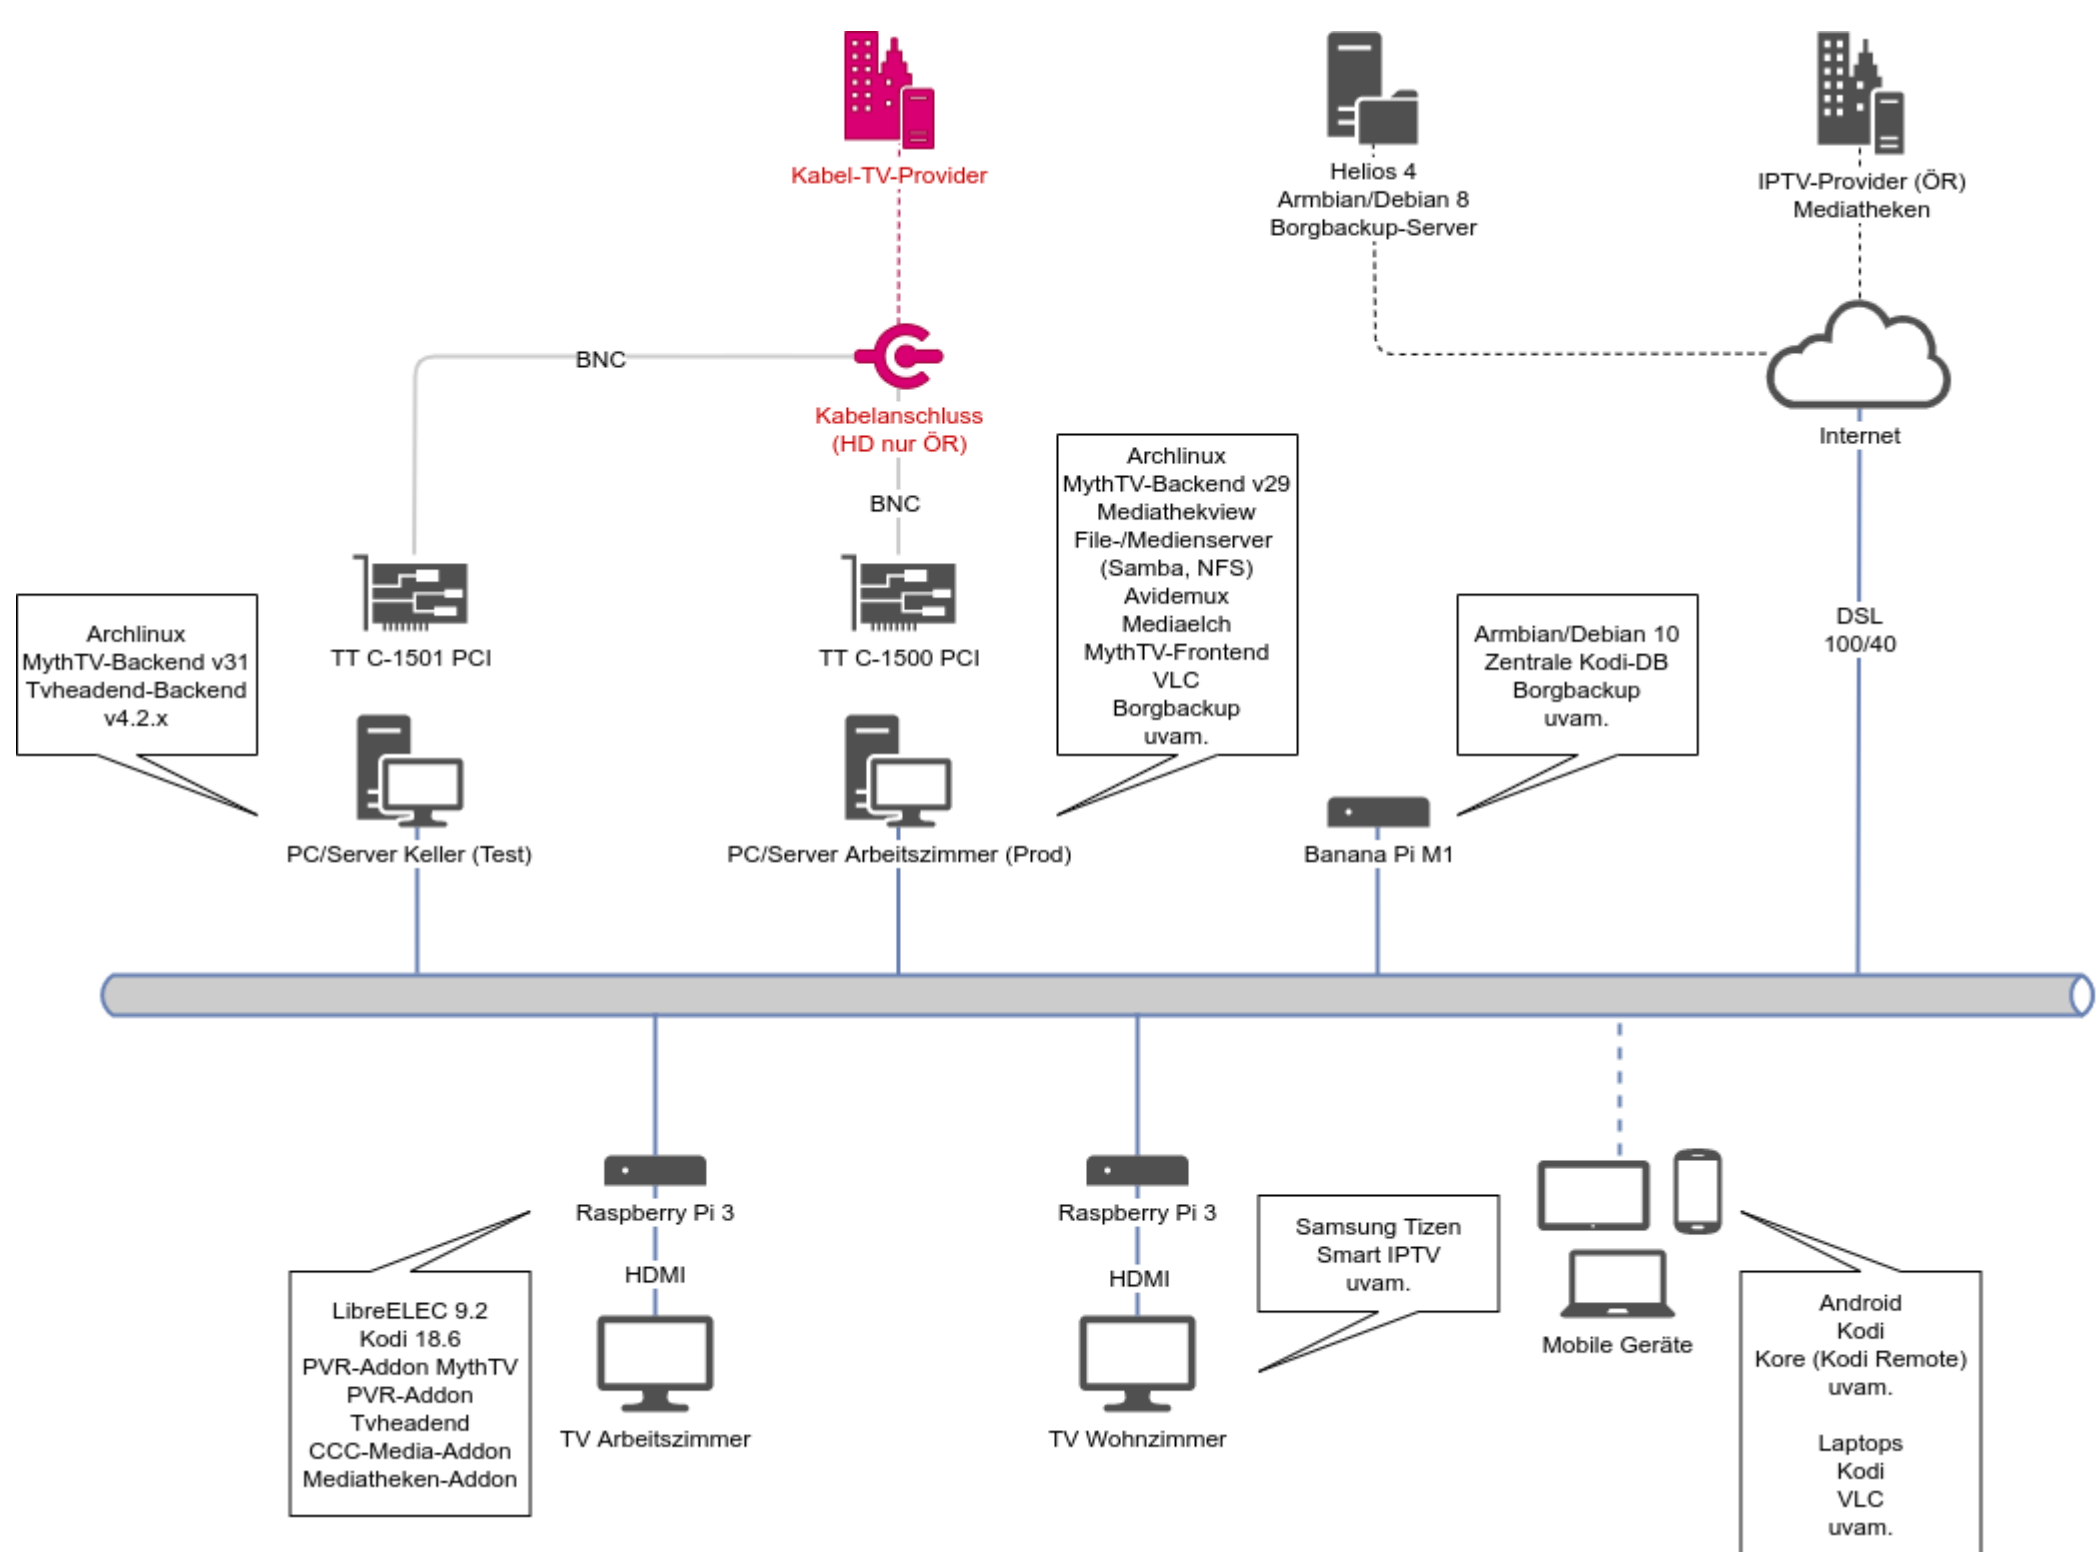 Kabel-TV-Provider
Helios 4
Armbian/Debian 8
Borgbackup-Server
IPTV-Provider (ÖR)
Mediatheken
BNC
Kabelanschluss
(HD nur ÖR)
BNC
Internet
DSL
100/40
TT C-1501 PCI
TT C-1500 PCI
Archlinux
MythTV-Backend v31
Tvheadend-Backend
v4.2.x
Archlinux
MythTV-Backend v29
Mediathekview
File-/Medienserver
(Samba, NFS)
Avidemux
Mediaelch
MythTV-Frontend
VLC
Borgbackup
uvam.
Armbian/Debian 10
Zentrale Kodi-DB
Borgbackup
uvam.
PC/Server Keller (Test)
PC/Server Arbeitszimmer (Prod)
Banana Pi M1
Raspberry Pi 3
HDMI
TV Arbeitszimmer
LibreELEC 9.2
Kodi 18.6
PVR-Addon MythTV
PVR-Addon
Tvheadend
CCC-Media-Addon
Mediatheken-Addon
Raspberry Pi 3
HDMI
TV Wohnzimmer
Samsung Tizen
Smart IPTV
uvam.
Mobile Geräte
Android
Kodi
Kore (Kodi Remote)
uvam.
Laptops
Kodi
VLC
uvam.